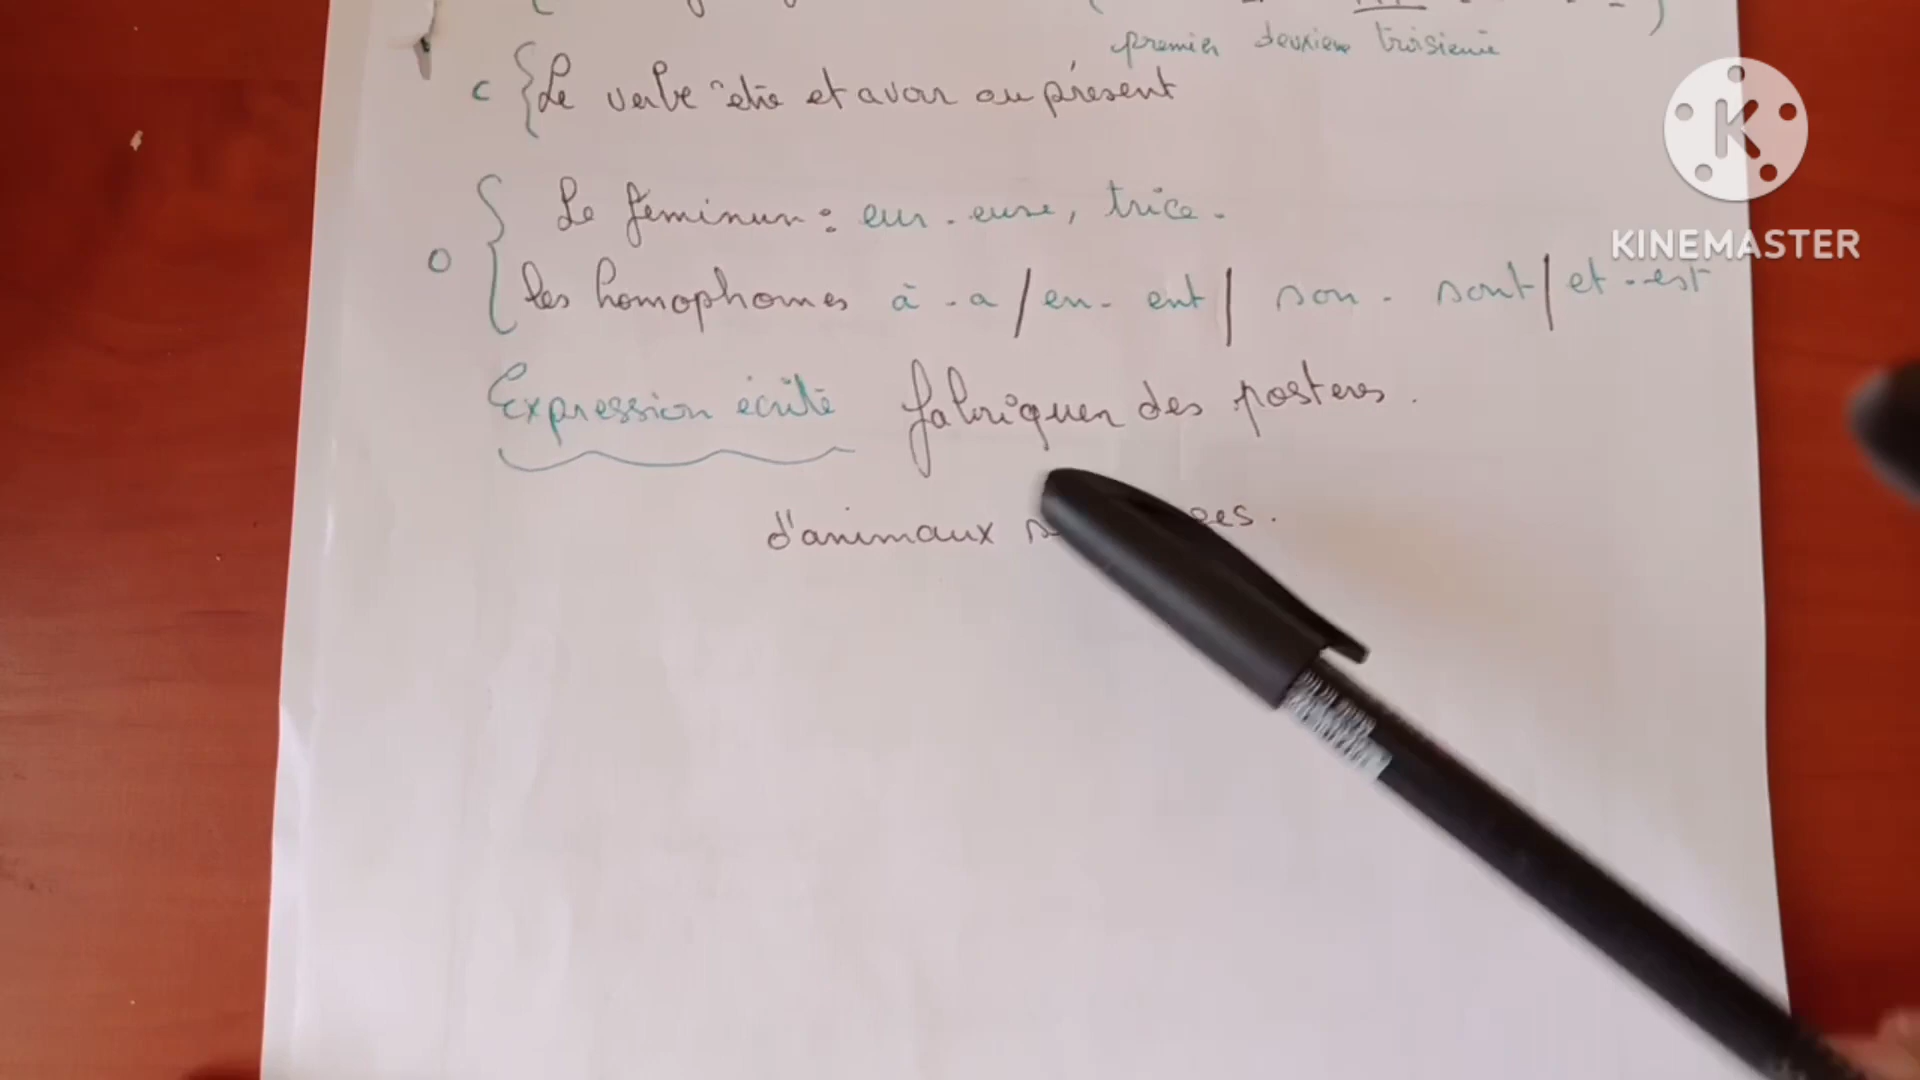 premier deuxième troisième
C { Le verbe être et avoir au présent
O { Le féminin : eur - euse, trice -
les homophones à - a / en - ent / son - sont / et - est
Expression écrite fabriquer des posters .
d'animaux
KINEMASTER